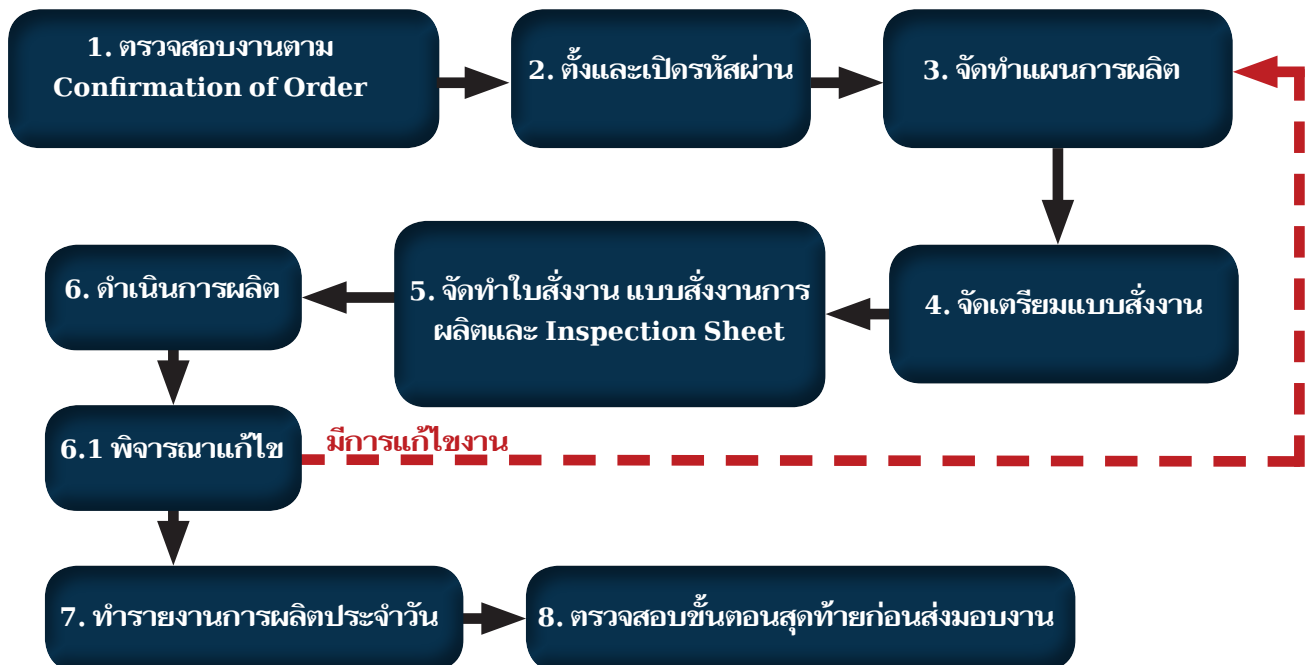 1. ตรวจสอบงานตาม
Confirmation of Order
2. ตั้งและเปิดรหัสผ่าน
3. จัดทำแผนการผลิต
4. จัดเตรียมแบบสั่งงาน
5. จัดทำใบสั่งงาน แบบสั่งงานการ
ผลิตและ Inspection Sheet
6. ดำเนินการผลิต
6.1 พิจารณาแก้ไข
มีการแก้ไขงาน
7. ทำรายงานการผลิตประจำวัน
8. ตรวจสอบขั้นตอนสุดท้ายก่อนส่งมอบงาน